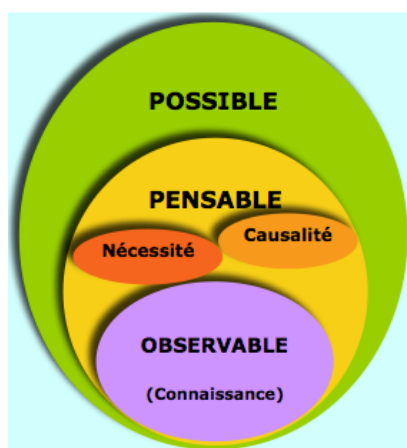 POSSIBLE
PENSABLE
Causalité
Nécessité
OBSERVABLE
(Connaissance)